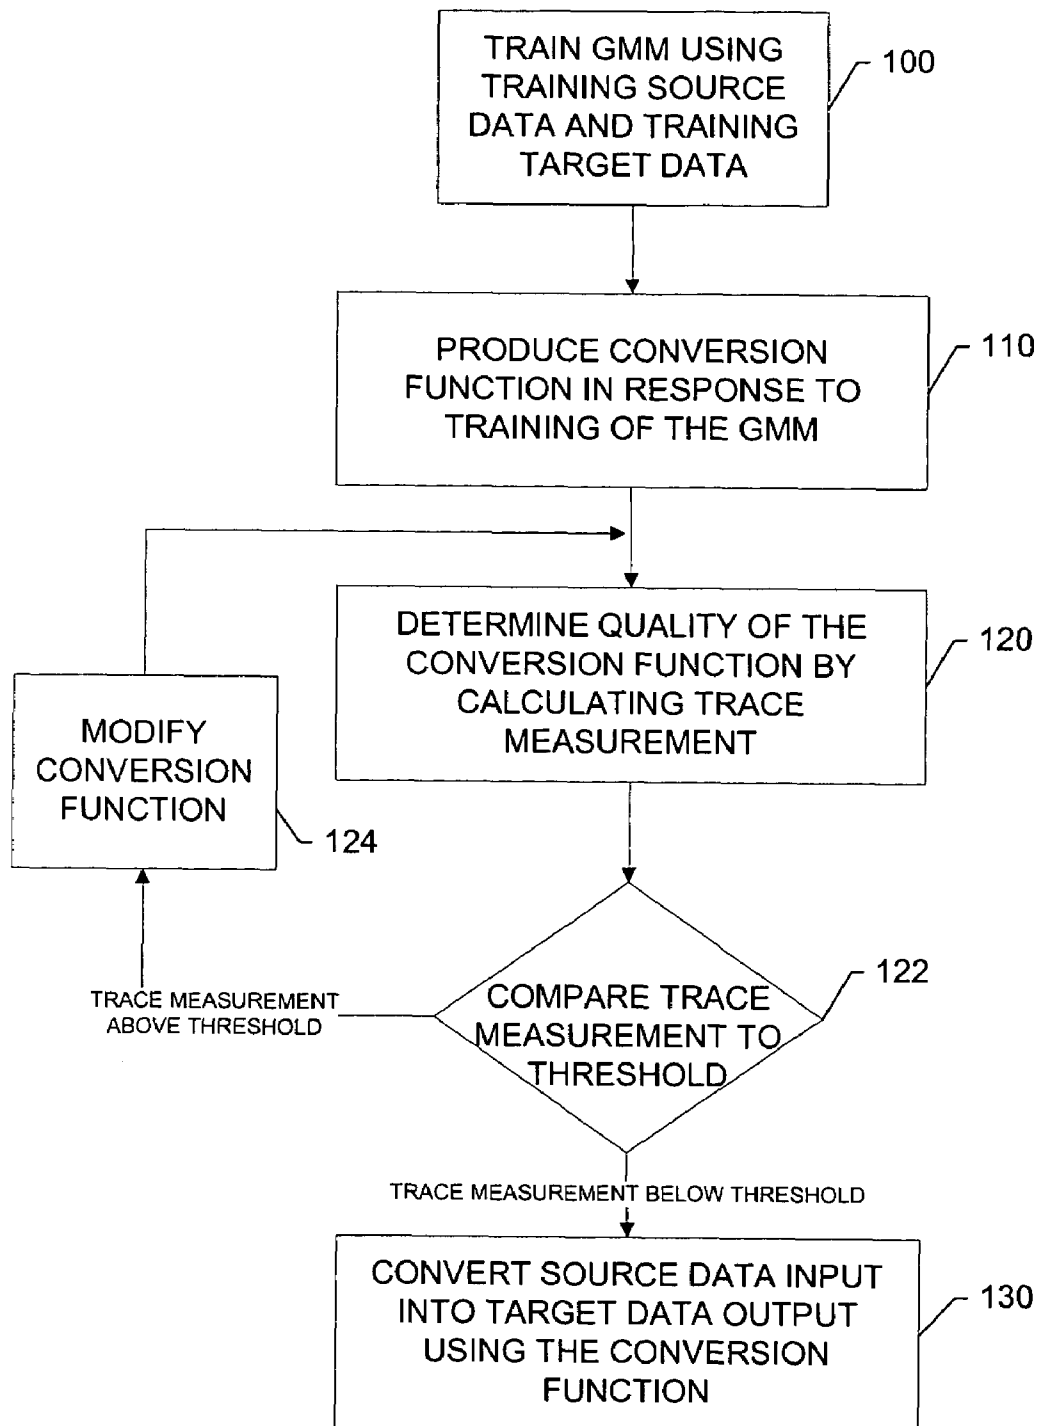 TRAIN GMM USING
TRAINING SOURCE
DATA AND TRAINING
TARGET DATA
100
PRODUCE CONVERSION
FUNCTION IN RESPONSE TO
TRAINING OF THE GMM
110
DETERMINE QUALITY OF THE
CONVERSION FUNCTION BY
CALCULATING TRACE
MEASUREMENT
120
MODIFY
CONVERSION
FUNCTION
124
COMPARE TRACE
MEASUREMENT TO
THRESHOLD
122
TRACE MEASUREMENT
ABOVE THRESHOLD
TRACE MEASUREMENT BELOW THRESHOLD
CONVERT SOURCE DATA INPUT
INTO TARGET DATA OUTPUT
USING THE CONVERSION
FUNCTION
130